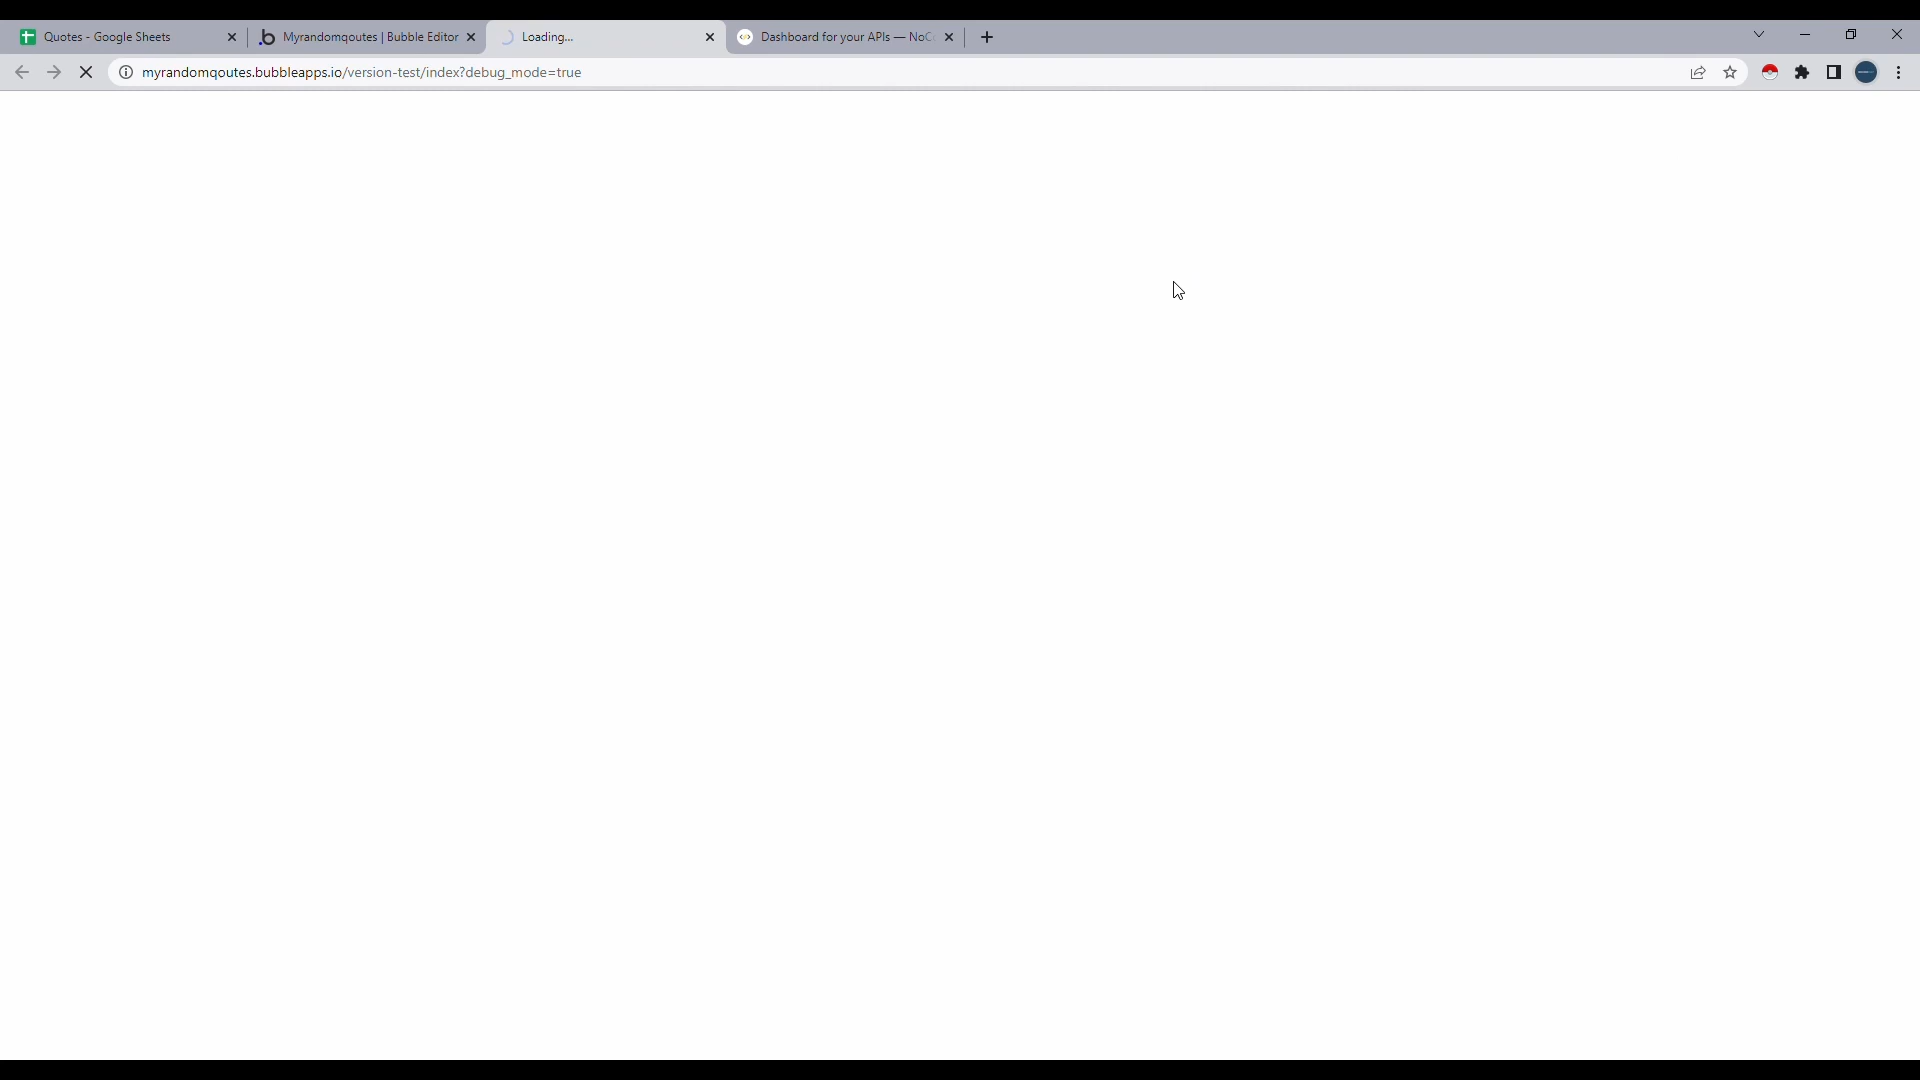 Quotes - Google Sheets
Myrandomqoutes | Bubble Editor
Loading...
Dashboard for your APIs — NoC
myrandomqoutes.bubbleapps.io/version-test/index?debug_mode=true